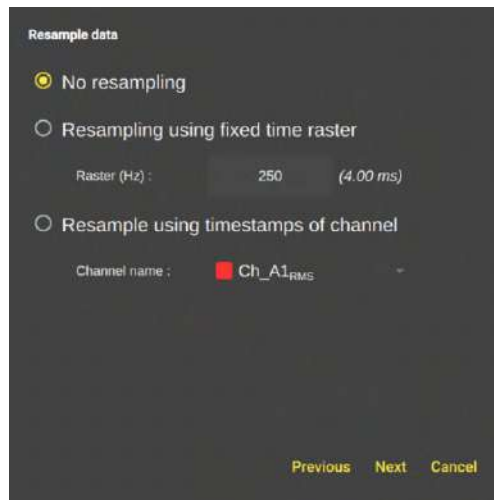 Resample data
No resampling
Resampling using fixed time raster
Raster (Hz) : 250 (4.00 ms)
Resample using timestamps of channel
Channel name : Ch_A1RMS
Previous Next Cancel